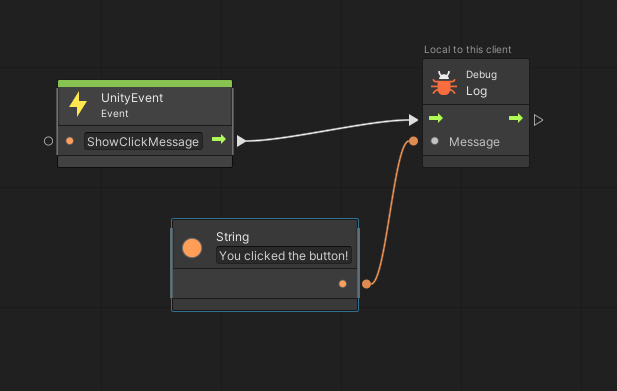 Local to this client
UnityEvent
Event
ShowClickMessage
Debug
Log
Message
String
You clicked the button!